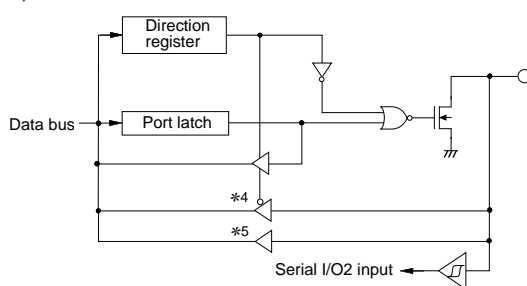 Direction
register
Data bus
Port latch
*4
*5
Serial I/O2 input